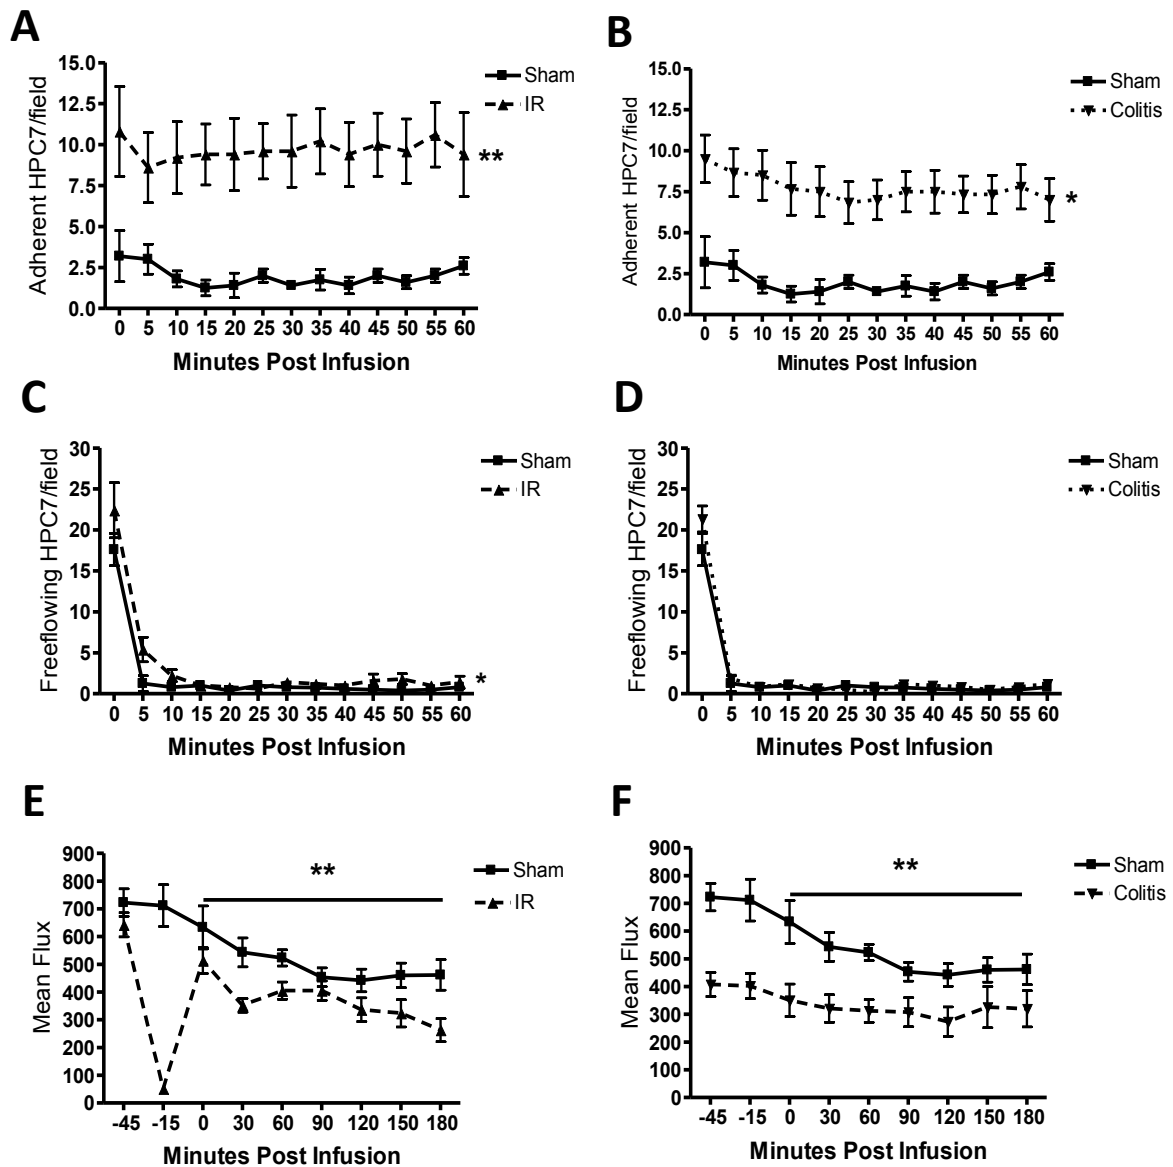 A
Adherent HPC7/field
15.0
12.5
10.0
7.5
5.0
2.5
0.0
Sham
IR
**
0 5 10 15 20 25 30 35 40 45 50 55 60
Minutes Post Infusion
B
Adherent HPC7/field
15.0
12.5
10.0
7.5
5.0
2.5
0.0
Sham
Colitis
*
0 5 10 15 20 25 30 35 40 45 50 55 60
Minutes Post Infusion
C
Freeflowing HPC7/field
30
25
20
15
10
5
0
Sham
IR
*
0 5 10 15 20 25 30 35 40 45 50 55 60
Minutes Post Infusion
D
Freeflowing HPC7/field
30
25
20
15
10
5
0
Sham
Colitis
0 5 10 15 20 25 30 35 40 45 50 55 60
Minutes Post Infusion
E
Mean Flux
900
800
700
600
500
400
300
200
100
0
**
Sham
IR
-45 -15 0 30 60 90 120 150 180
Minutes Post Infusion
F
Mean Flux
900
800
700
600
500
400
300
200
100
0
**
Sham
Colitis
-45 -15 0 30 60 90 120 150 180
Minutes Post Infusion